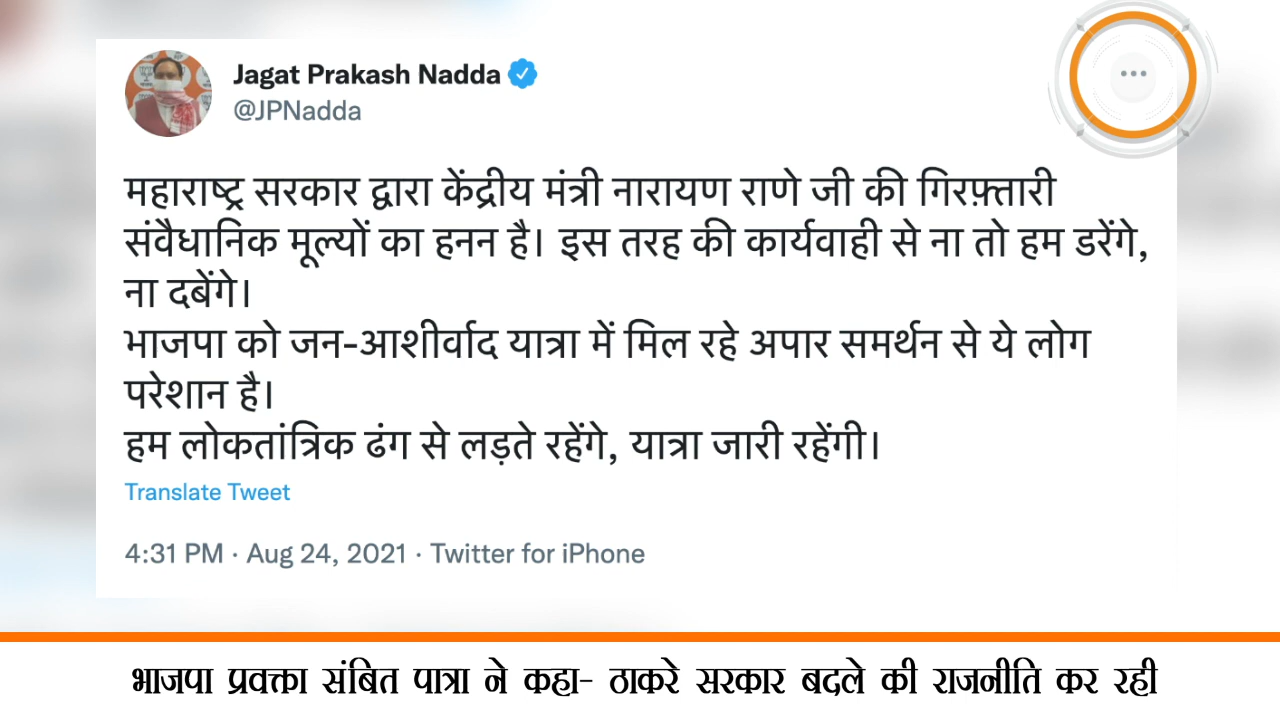 Jagat Prakash Nadda
@JPNadda
महाराष्ट्र सरकार द्वारा केंद्रीय मंत्री नारायण राणे जी की गिरफ़्तारी
संवैधानिक मूल्यों का हनन है। इस तरह की कार्यवाही से ना तो हम डरेंगे,
ना दबेंगे।
भाजपा को जन-आशीर्वाद यात्रा में मिल रहे अपार समर्थन से ये लोग
परेशान है।
हम लोकतांत्रिक ढंग से लड़ते रहेंगे, यात्रा जारी रहेंगी।
Translate Tweet
4:31 PM · Aug 24, 2021 · Twitter for iPhone
भाजपा प्रवक्ता संबित पात्रा ने कहा- ठाकरे सरकार बदले की राजनीति कर रही